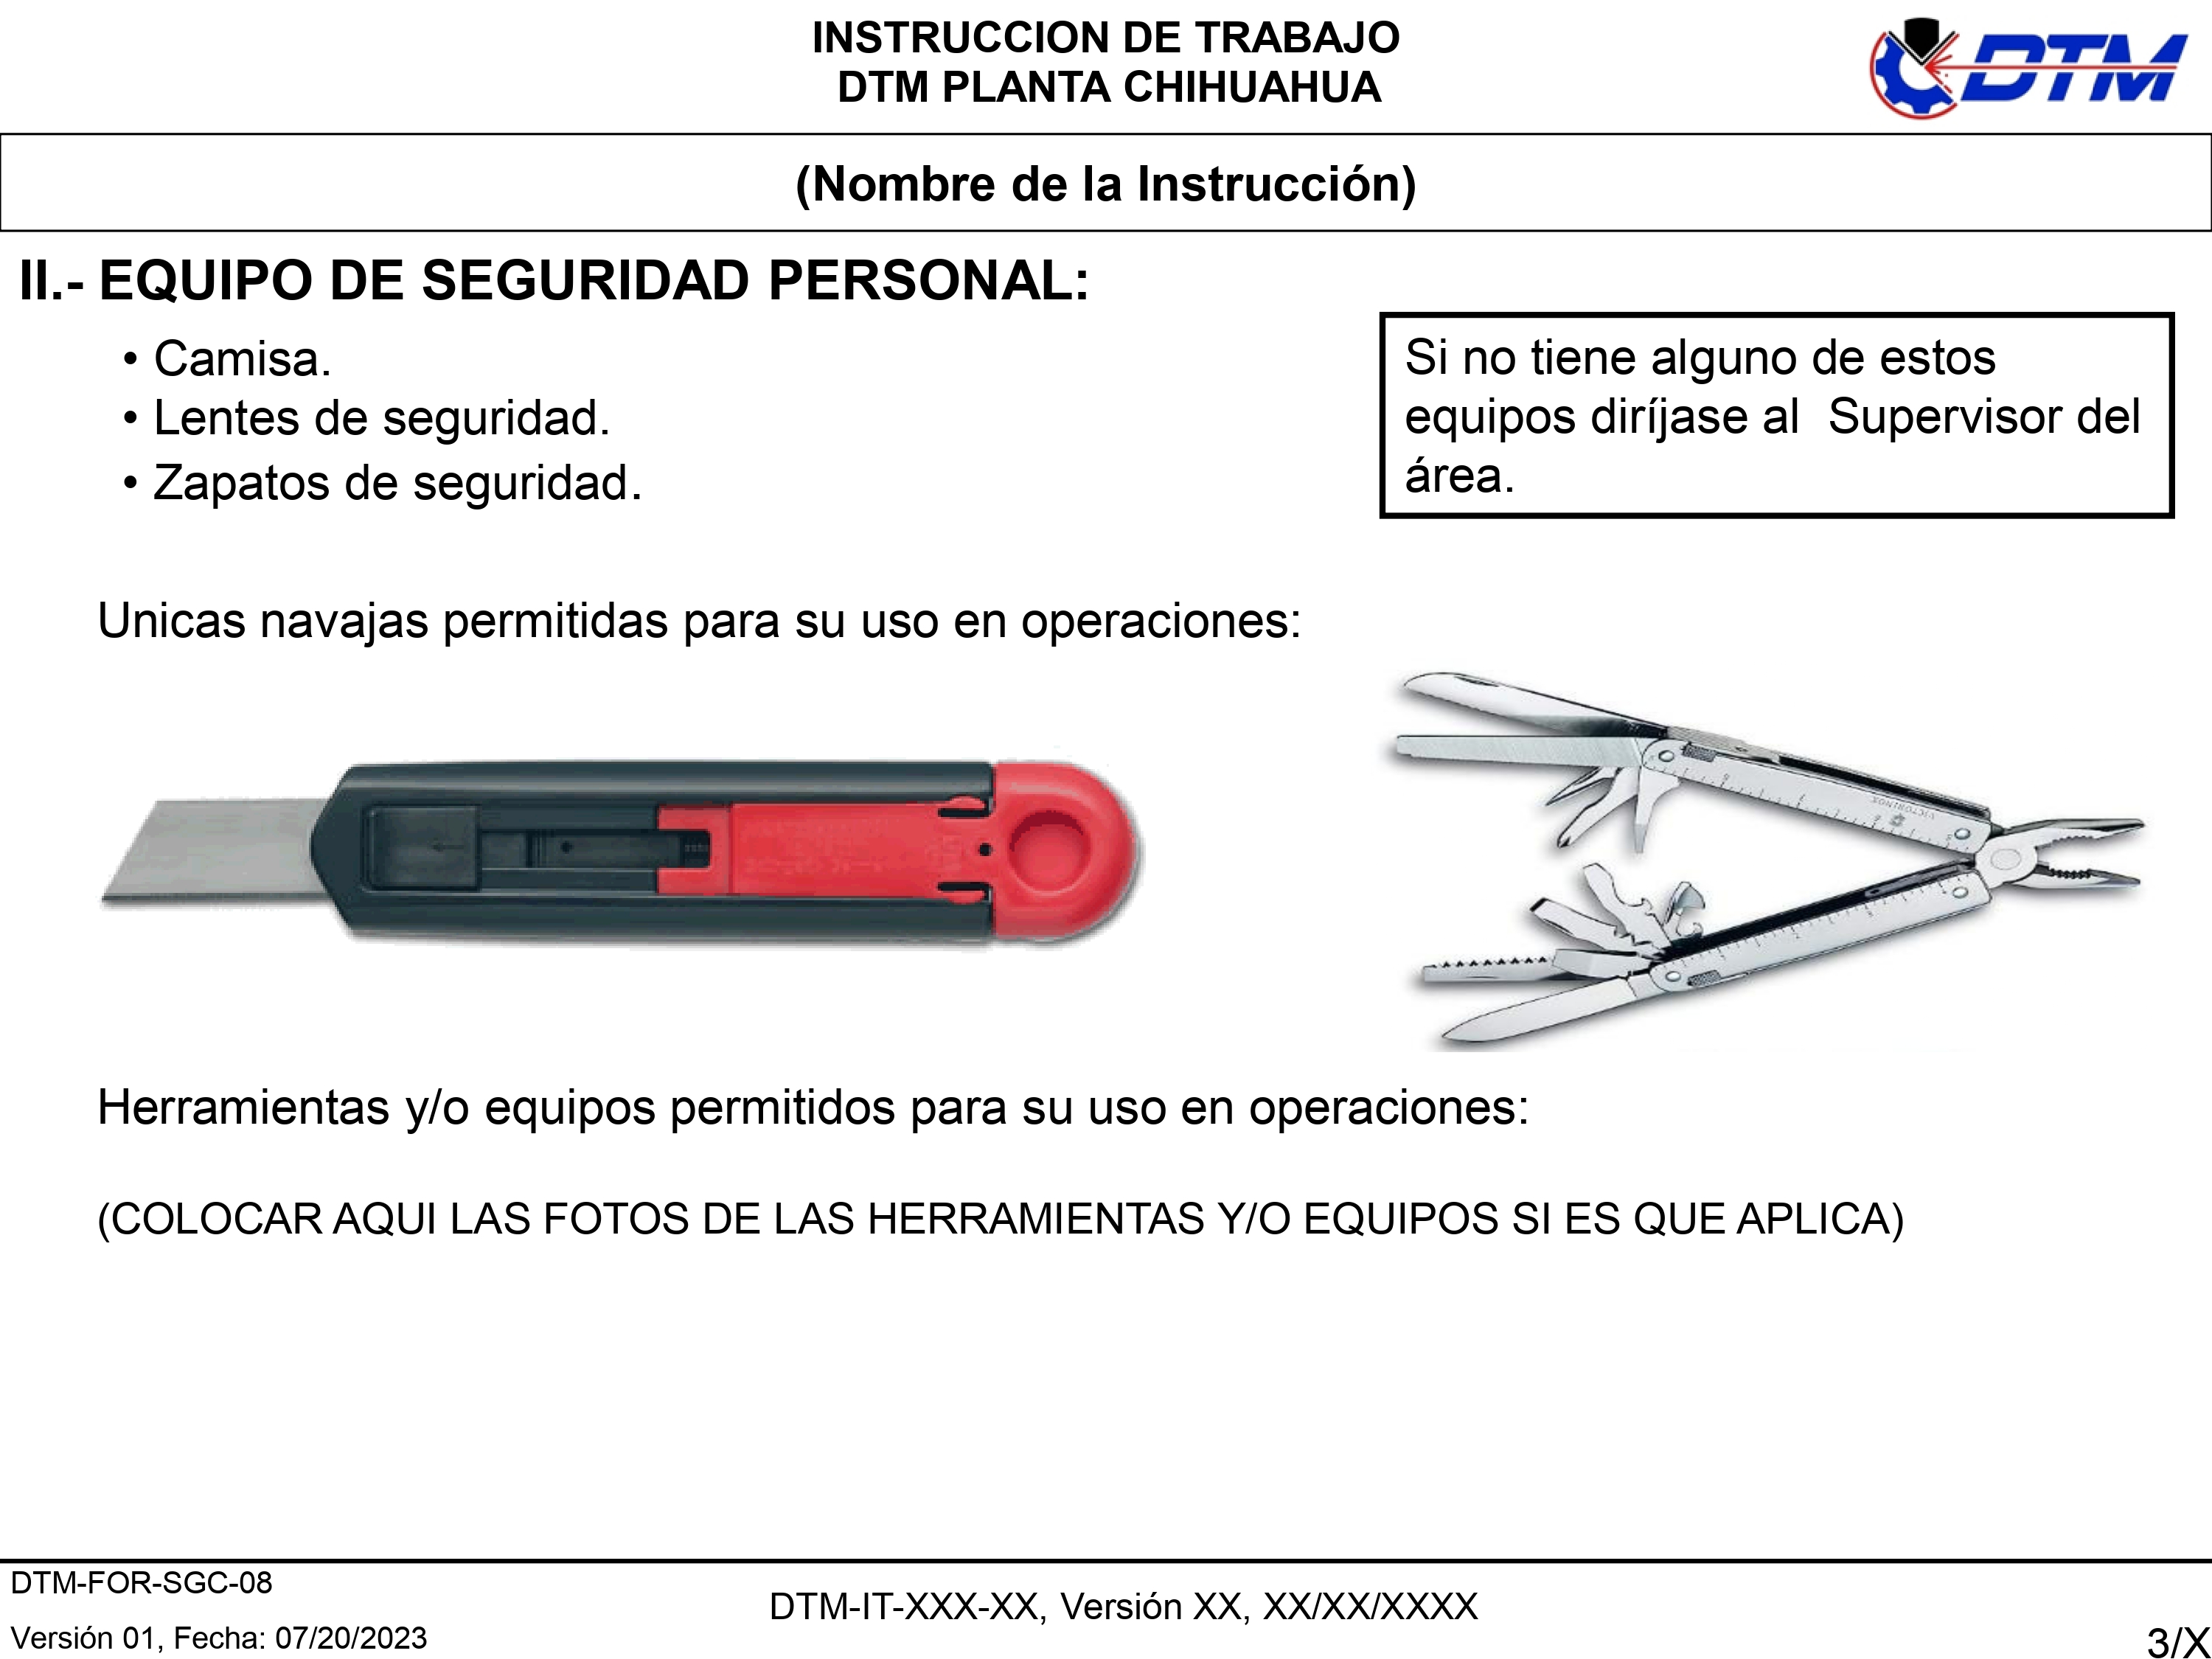 INSTRUCCION DE TRABAJO
DTM PLANTA CHIHUAHUA
DTM
(Nombre de la Instrucción)
II.- EQUIPO DE SEGURIDAD PERSONAL:
• Camisa.
• Lentes de seguridad.
• Zapatos de seguridad.
Si no tiene alguno de estos
equipos diríjase al  Supervisor del
área.
Unicas navajas permitidas para su uso en operaciones:
VICTORINOX
Herramientas y/o equipos permitidos para su uso en operaciones:
(COLOCAR AQUI LAS FOTOS DE LAS HERRAMIENTAS Y/O EQUIPOS SI ES QUE APLICA)
DTM-FOR-SGC-08
Versión 01, Fecha: 07/20/2023
DTM-IT-XXX-XX, Versión XX, XX/XX/XXXX
3/X